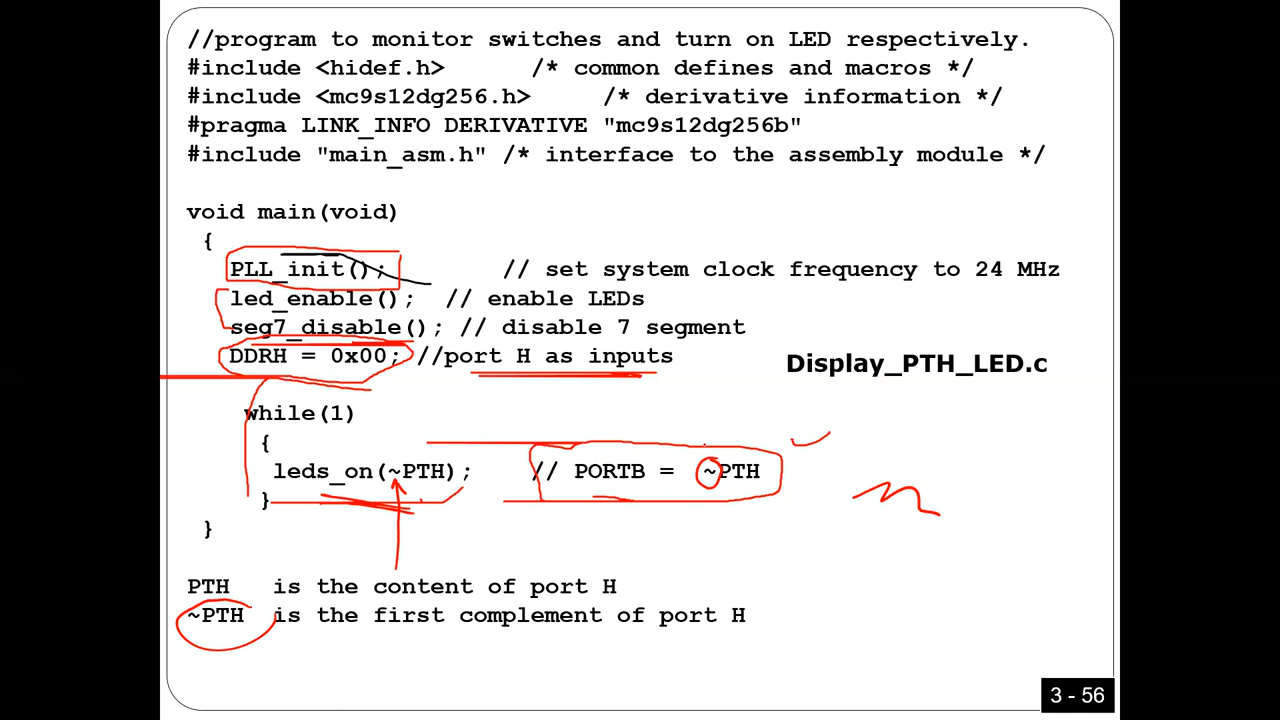 //program to monitor switches and turn on LED respectively.
#include <hidef.h> /* common defines and macros */
#include <mc9s12dg256.h> /* derivative information */
#pragma LINK_INFO DERIVATIVE "mc9s12dg256b"
#include "main_asm.h" /* interface to the assembly module */
void main(void)
{
PLL_init(); // set system clock frequency to 24 MHz
led_enable(); // enable LEDs
seg7_disable(); // disable 7 segment
DDRH = 0x00; //port H as inputs
Display_PTH_LED.c
while(1)
{
leds_on(~PTH); // PORTB = ~PTH
}
}
PTH is the content of port H
~PTH is the first complement of port H
3 - 56